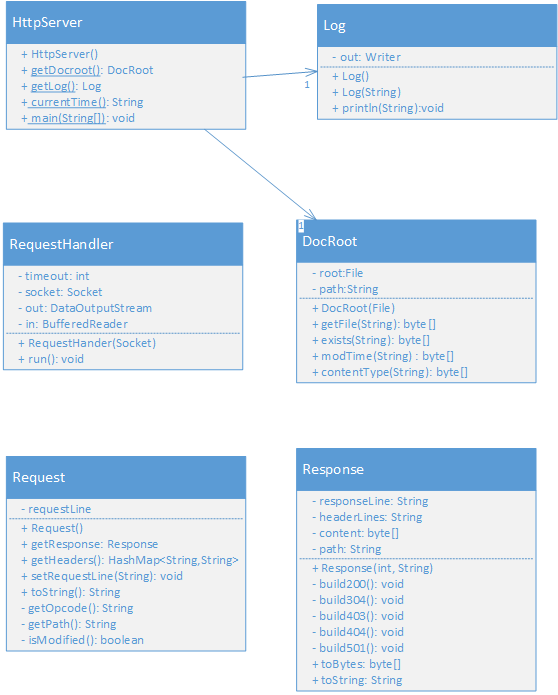 HttpServer
+ HttpServer()
+ getDocroot(): DocRoot
+ getLog(): Log
+ currentTime(): String
+ main(String[]): void
Log
- out: Writer
+ Log()
+ Log(String)
+ println(String):void
1
1
RequestHandler
- timeout: int
- socket: Socket
- out: DataOutputStream
- in: BufferedReader
+ RequestHander(Socket)
+ run(): void
DocRoot
- root:File
- path:String
+ DocRoot(File)
+ getFile(String): byte[]
+ exists(String): byte[]
+ modTime(String) : byte[]
+ contentType(String): byte[]
Request
- requestLine
+ Request()
+ getResponse: Response
+ getHeaders(): HashMap<String,String>
+ setRequestLine(String): void
+ toString(): String
- getOpcode(): String
- getPath(): String
- isModified(): boolean
Response
- responseLine: String
- headerLines: String
- content: byte[]
- path: String
+ Response(int, String)
- build200(): void
- build304(): void
- build403(): void
- build404(): void
- build501(): void
+ toBytes: byte[]
+ toString: String